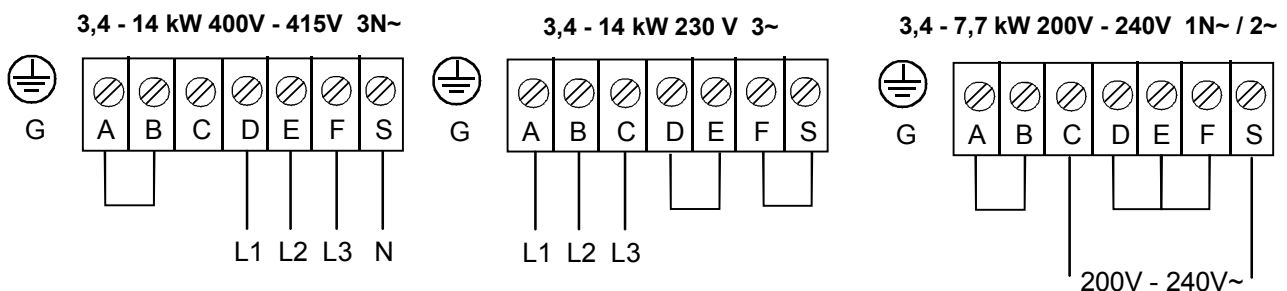 3,4 - 14 kW 400V - 415V 3N~
G
A B C D E F S
L1 L2 L3 N
3,4 - 14 kW 230 V 3~
G
A B C D E F S
L1 L2 L3
3,4 - 7,7 kW 200V - 240V 1N~ / 2~
G
A B C D E F S
200V - 240V~